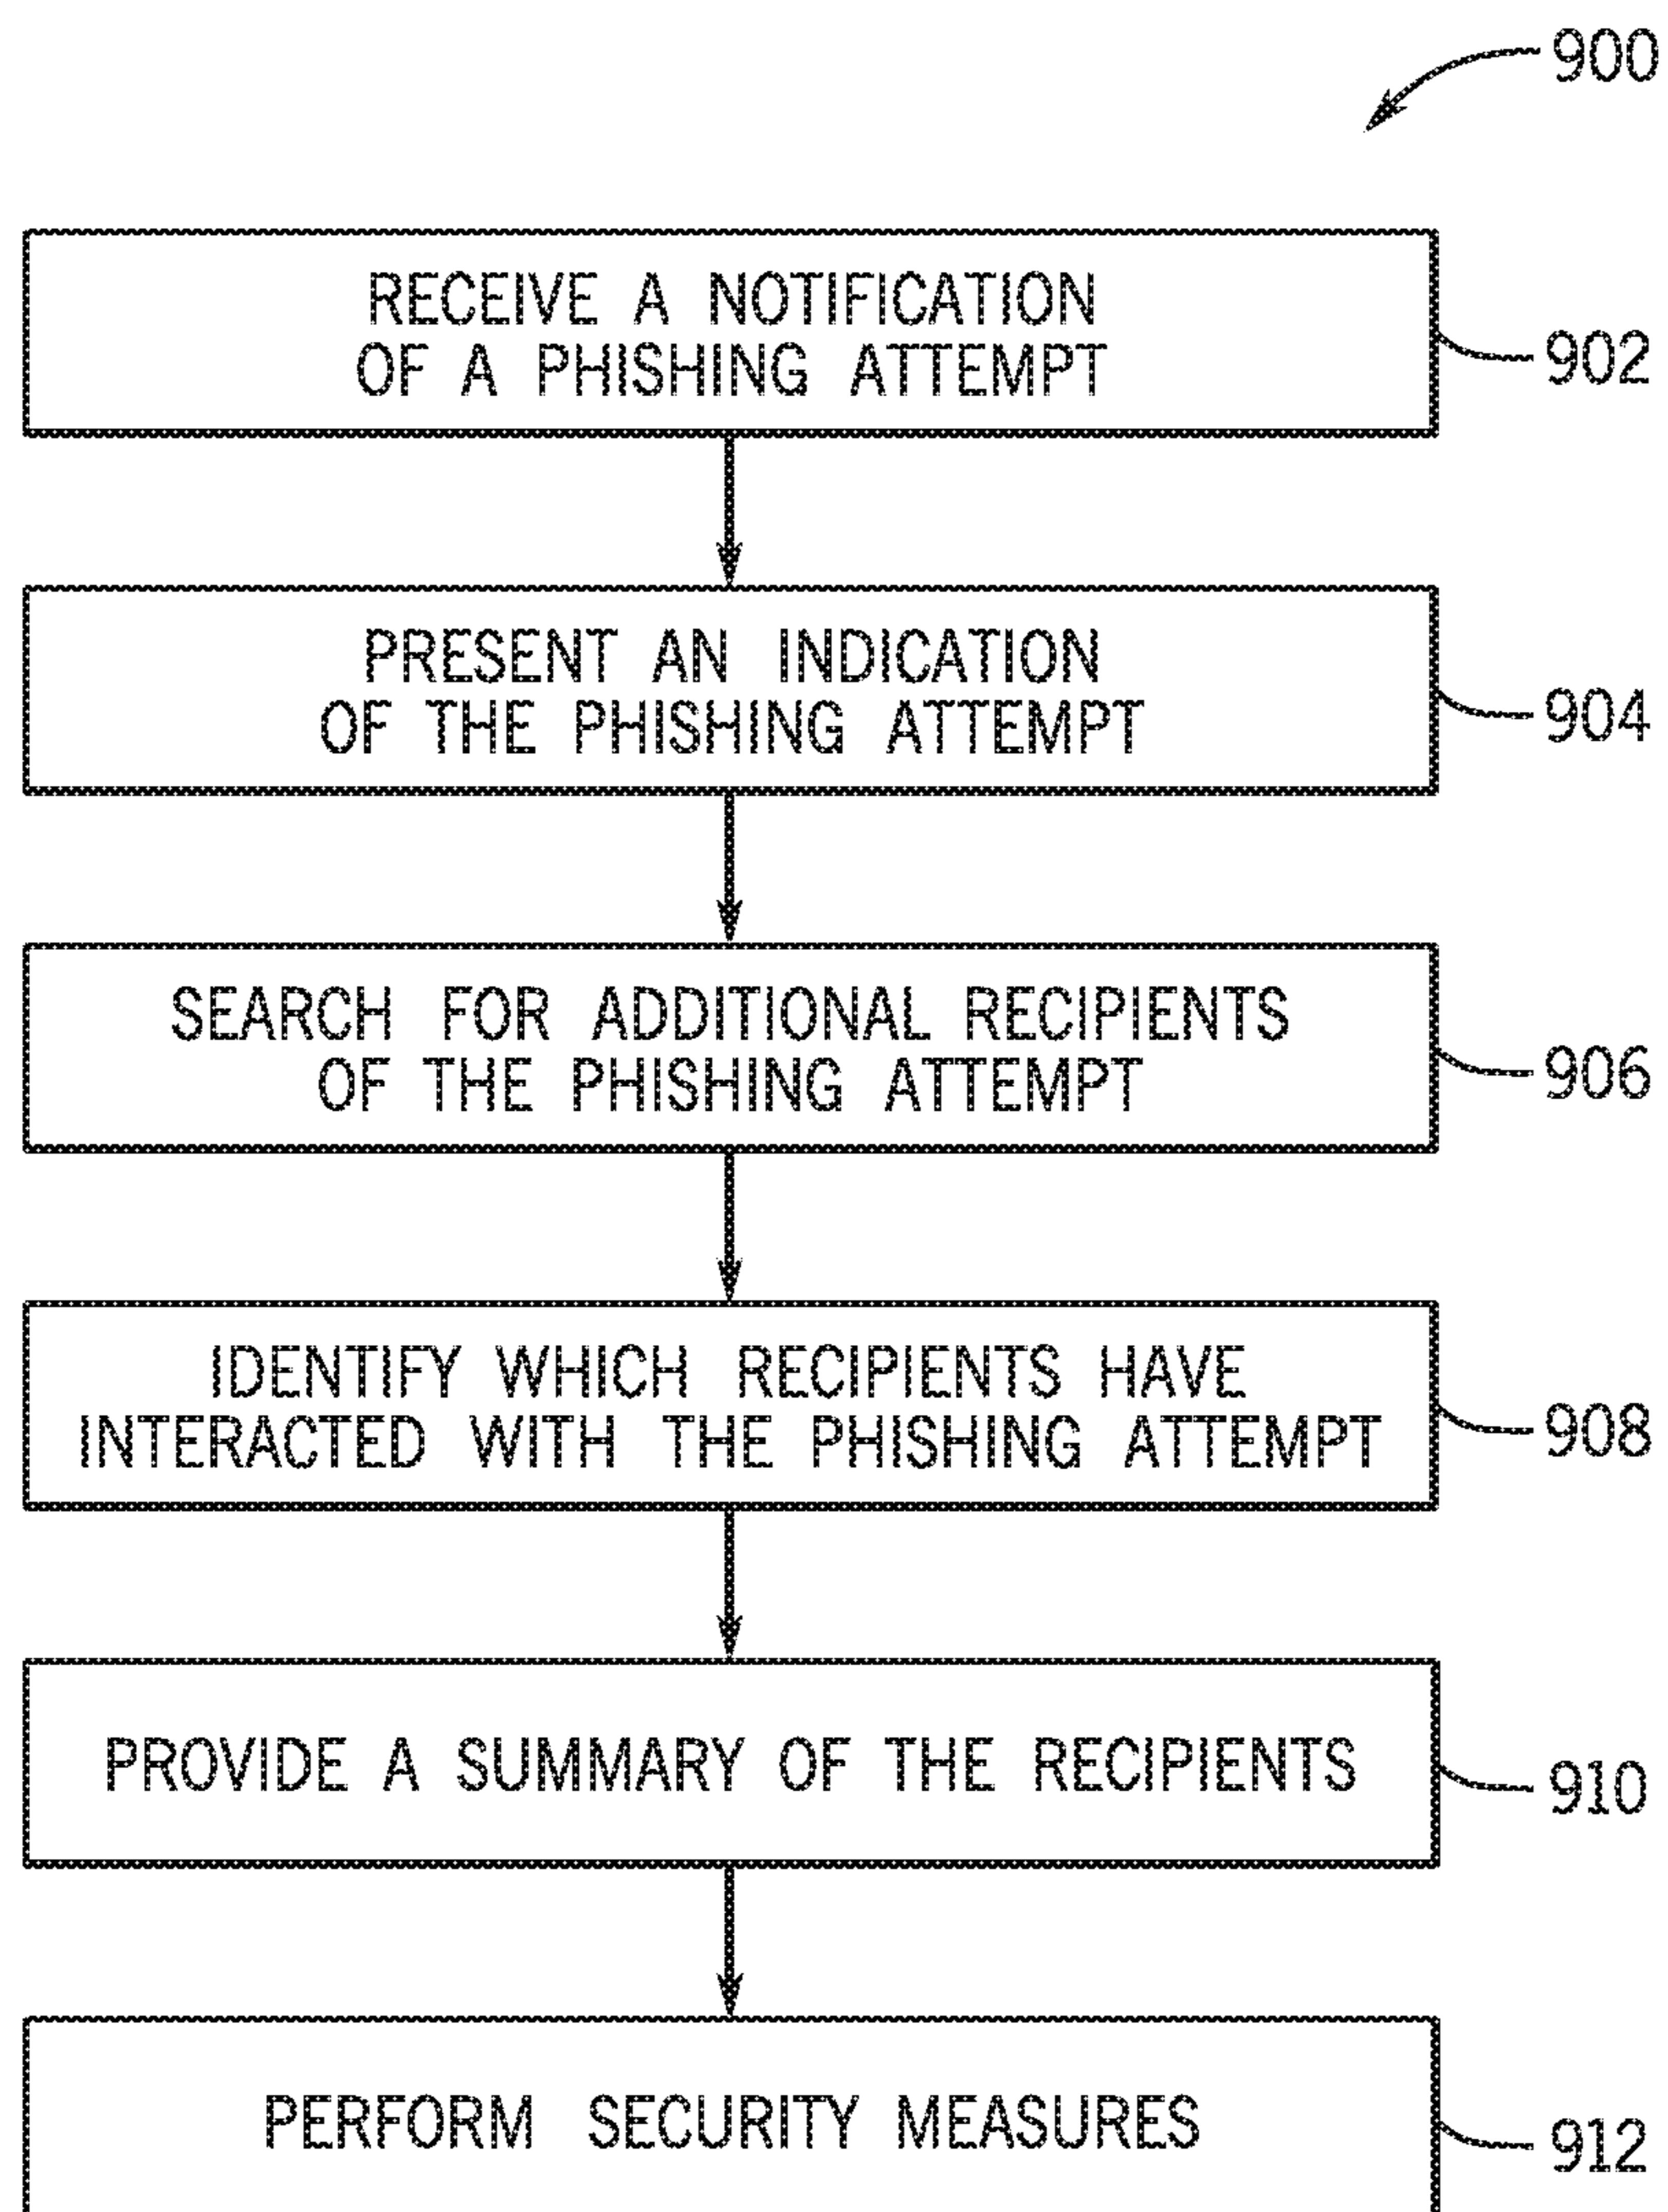 900
RECEIVE A NOTIFICATION
OF A PHISHING ATTEMPT
902
PRESENT AN INDICATION
OF THE PHISHING ATTEMPT
904
SEARCH FOR ADDITIONAL RECIPIENTS
OF THE PHISHING ATTEMPT
906
IDENTIFY WHICH RECIPIENTS HAVE
INTERACTED WITH THE PHISHING ATTEMPT
908
PROVIDE A SUMMARY OF THE RECIPIENTS
910
PERFORM SECURITY MEASURES
912